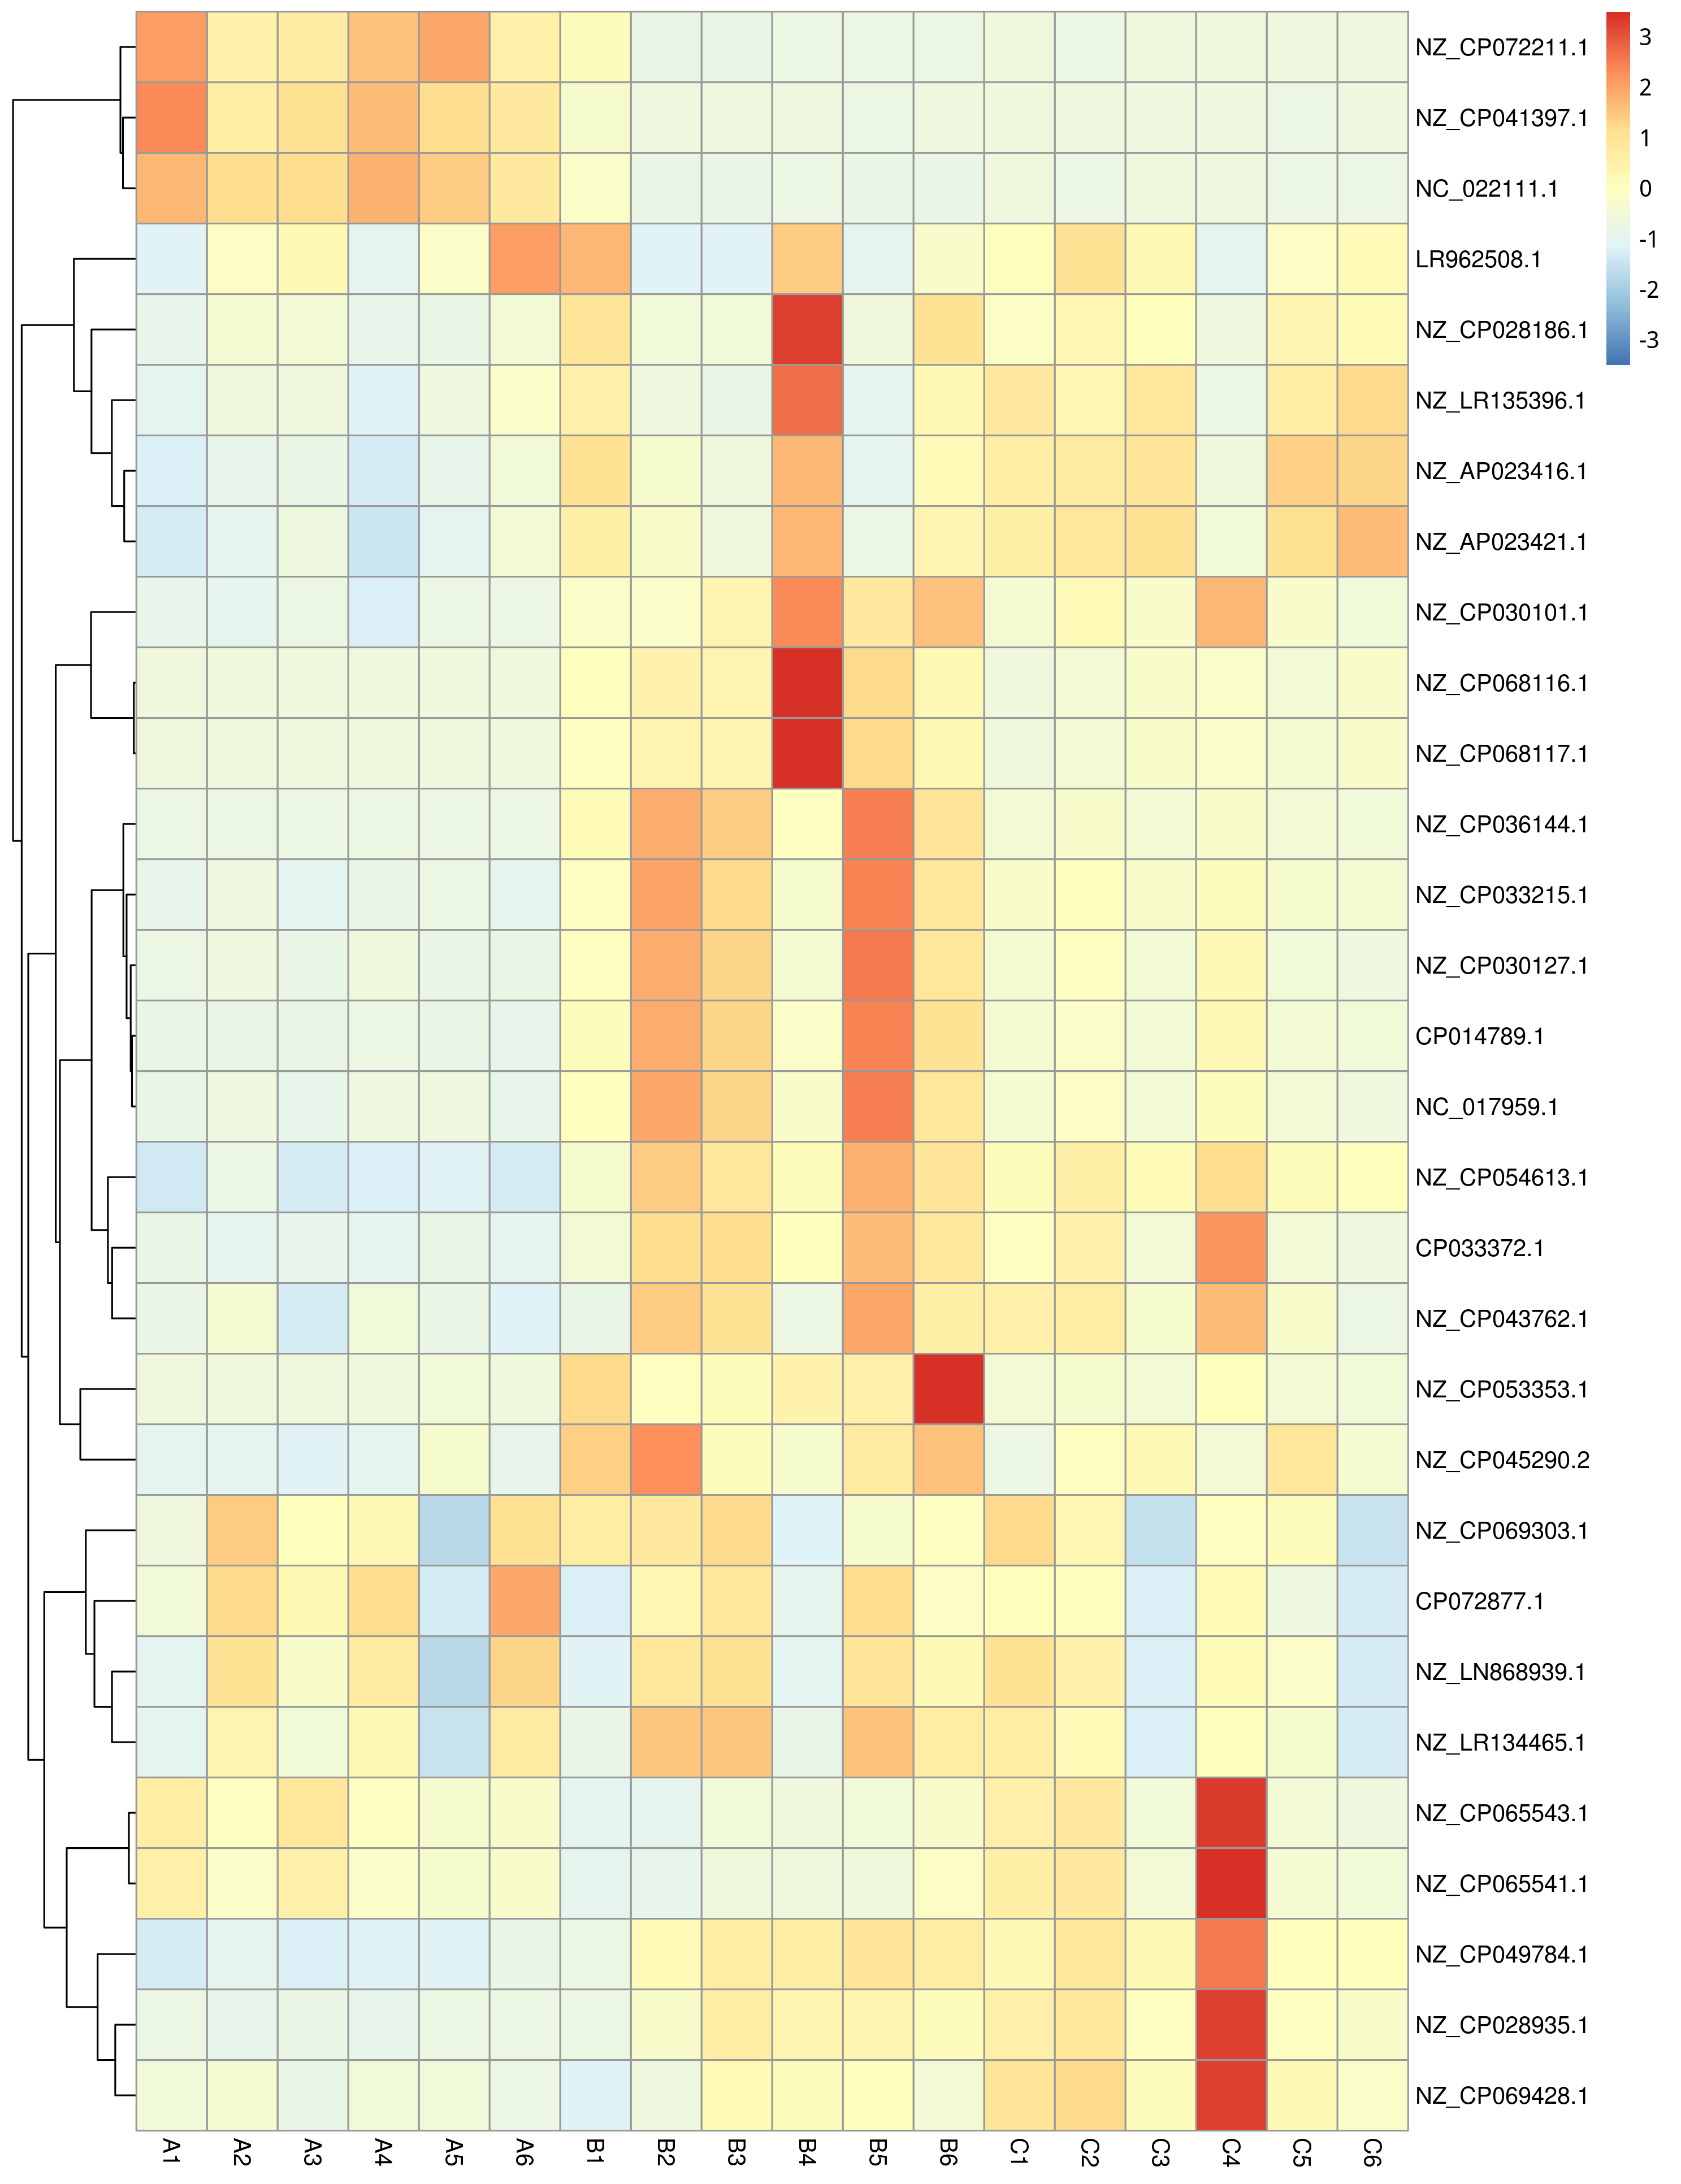 NZ_CP072211.1
NZ_CP041397.1
NC_022111.1
LR962508.1
NZ_CP028186.1
NZ_LR135396.1
NZ_AP023416.1
NZ_AP023421.1
NZ_CP030101.1
NZ_CP068116.1
NZ_CP068117.1
NZ_CP036144.1
NZ_CP033215.1
NZ_CP030127.1
CP014789.1
NC_017959.1
NZ_CP054613.1
CP033372.1
NZ_CP043762.1
NZ_CP053353.1
NZ_CP045290.2
NZ_CP069303.1
CP072877.1
NZ_LN868939.1
NZ_LR134465.1
NZ_CP065543.1
NZ_CP065541.1
NZ_CP049784.1
NZ_CP028935.1
NZ_CP069428.1
3
2
1
0
-1
-2
-3
A1
A2
A3
A4
A5
A6
B1
B2
B3
B4
B5
B6
C1
C2
C3
C4
C5
C6